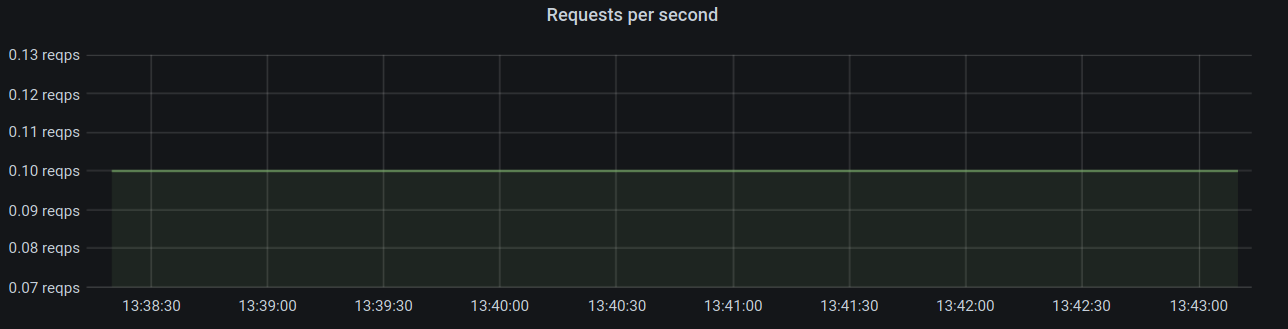 Requests per second
0.13 reqps
0.12 reqps
0.11 reqps
0.10 reqps
0.09 reqps
0.08 reqps
0.07 reqps
13:38:30 13:39:00 13:39:30 13:40:00 13:40:30 13:41:00 13:41:30 13:42:00 13:42:30 13:43:00